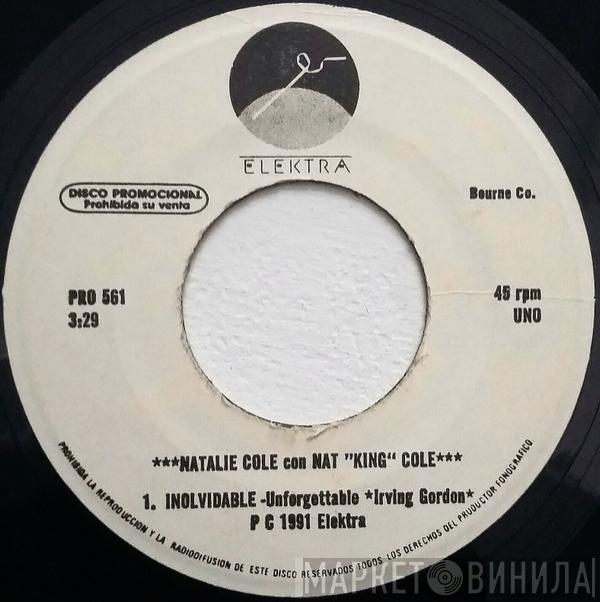 ELEKTRA
DISCO PROMOCIONAL
Prohibida su venta
Bourne Co.
PRO 561
3:29
45 rpm
UNO
***NATALIE COLE con NAT "KING" COLE***
1. INOLVIDABLE -Unforgettable *Irving Gordon*
P C 1991 Elektra
PROHIBIDA LA REPRODUCCION Y LA RADIODIFUSION DE ESTE DISCO RESERVADOS TODOS LOS DERECHOS DEL PRUDUCTOR FONOGRAFICO
МАРКЕТ ВИНИЛА